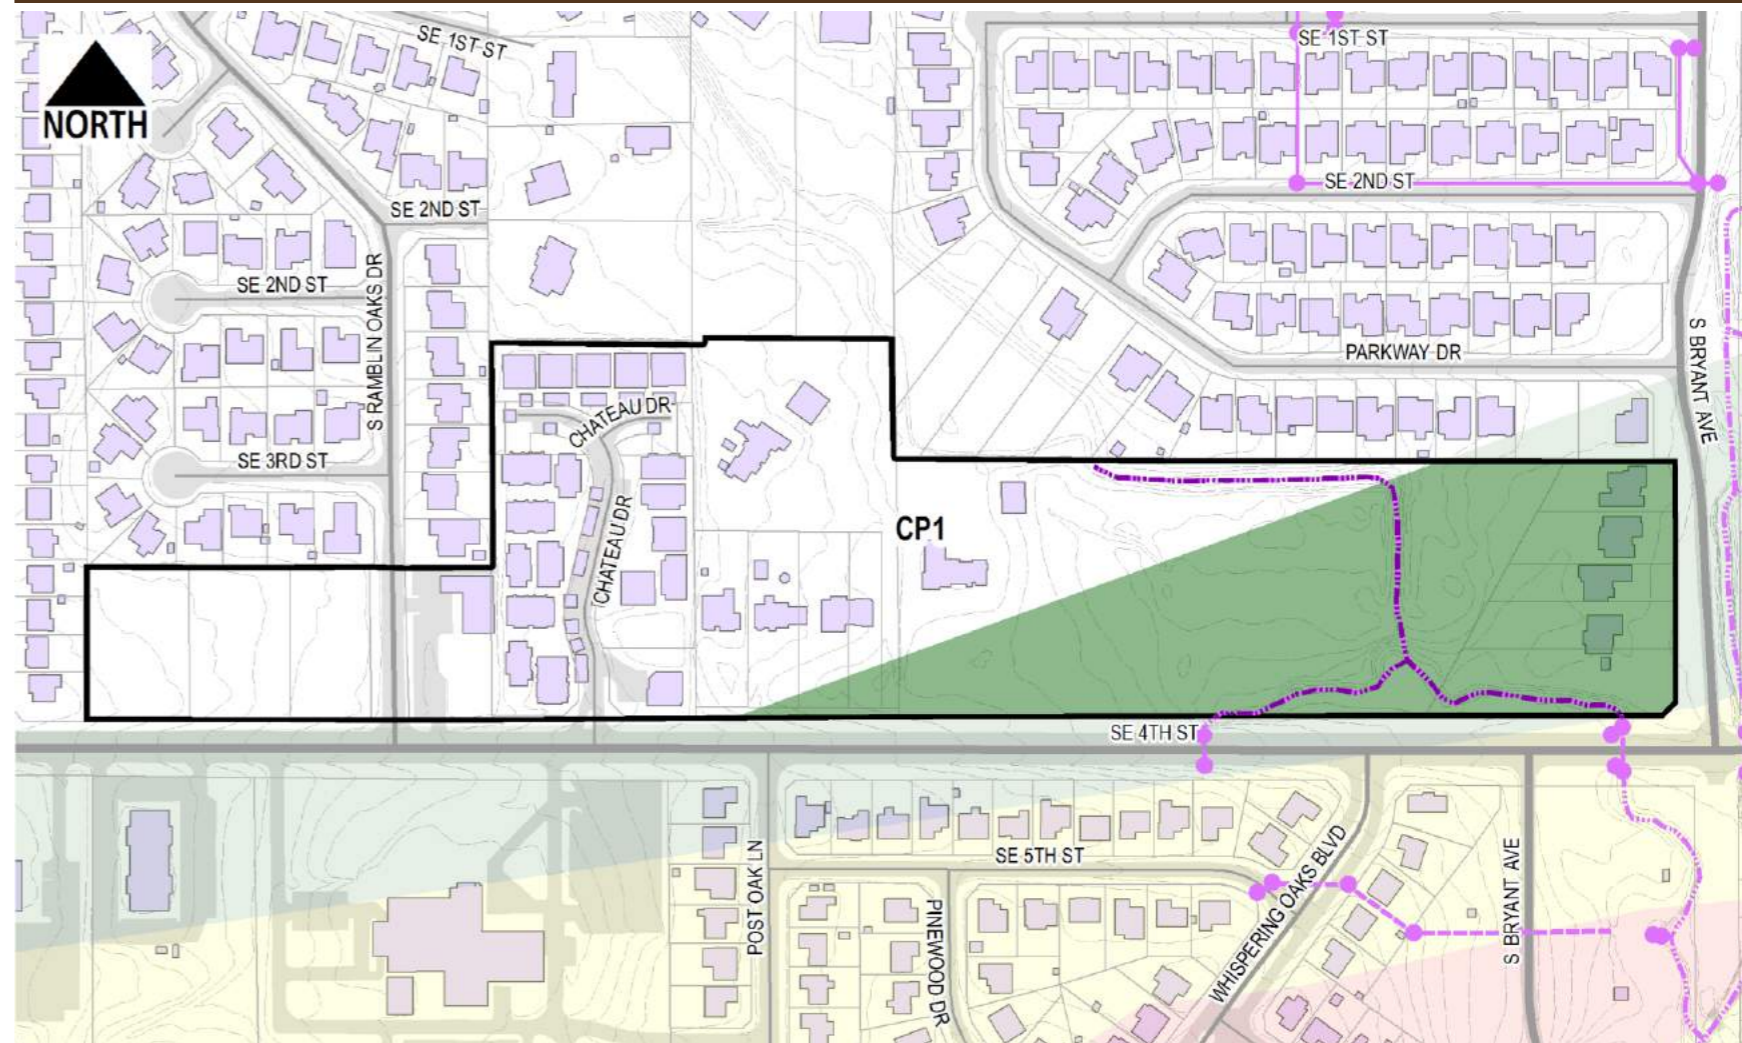 SE 1ST ST
SE 1ST ST
NORTH
SE 2ND ST
SE 2ND ST
S RAMBLIN OAKS DR
SE 2ND ST
S BRYANT AVE
PARKWAY DR
CHATEAU DR
SE 3RD ST
CHATEAU DR
CP1
SE 4TH ST
SE 5TH ST
POST OAK LN
PINEWOOD DR
WHISPERING OAKS BLVD
S BRYANT AVE